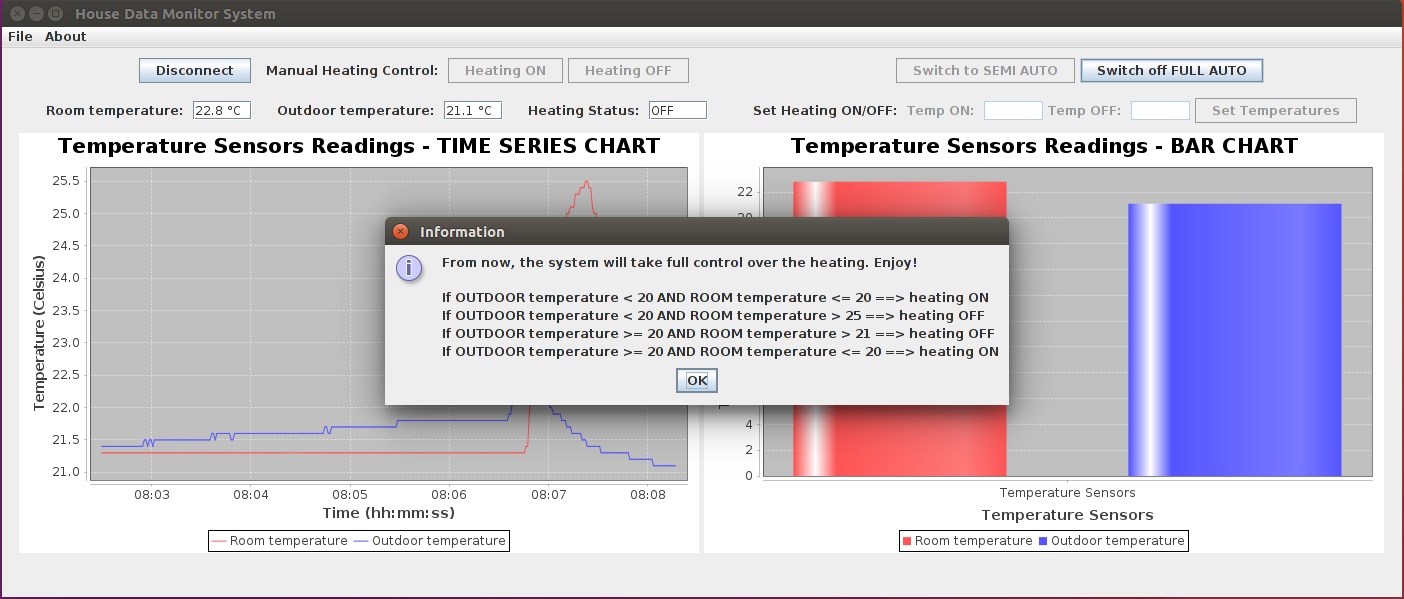 House Data Monitor System
File About
Disconnect Manual Heating Control: Heating ON Heating OFF Switch to SEMI AUTO Switch off FULL AUTO
Room temperature: 22.8 °C Outdoor temperature: 21.1 °C Heating Status: OFF Set Heating ON/OFF: Temp ON: Temp OFF: Set Temperatures
Temperature Sensors Readings - TIME SERIES CHART
25.5
25.0
24.5
24.0
23.5
23.0
22.5
22.0
21.5
21.0
Temperature (Celsius)
08:03 08:04 08:05 08:06 08:07 08:08
Time (hh:mm:ss)
Room temperature Outdoor temperature
Temperature Sensors Readings - BAR CHART
22
4
2
0
Temperature Sensors
Temperature Sensors
Room temperature Outdoor temperature
Information
From now, the system will take full control over the heating. Enjoy!
If OUTDOOR temperature < 20 AND ROOM temperature <= 20 ==> heating ON
If OUTDOOR temperature < 20 AND ROOM temperature > 25 ==> heating OFF
If OUTDOOR temperature >= 20 AND ROOM temperature > 21 ==> heating OFF
If OUTDOOR temperature >= 20 AND ROOM temperature <= 20 ==> heating ON
OK